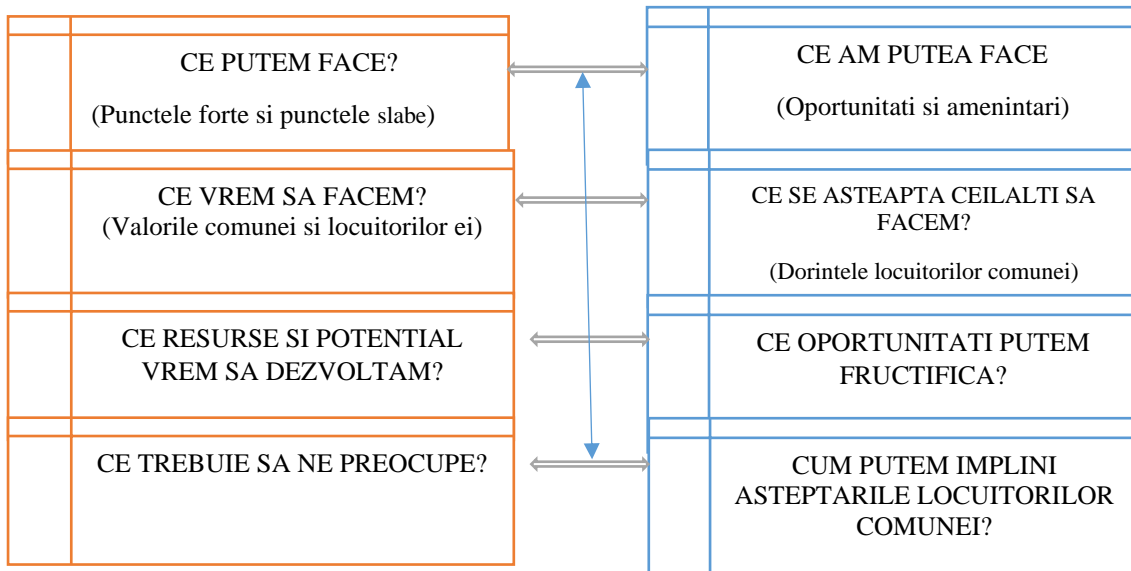 CE PUTEM FACE?
(Punctele forte si punctele slabe)
CE AM PUTEA FACE
(Oportunitati si amenintari)
CE VREM SA FACEM?
(Valorile comunei si locuitorilor ei)
CE SE ASTEAPTA CEILALTI SA
FACEM?
(Dorintele locuitorilor comunei)
CE RESURSE SI POTENTIAL
VREM SA DEZVOLTAM?
CE OPORTUNITATI PUTEM
FRUCTIFICA?
CE TREBUIE SA NE PREOCUPE?
CUM PUTEM IMPLINI
ASTEPTARILE LOCUITORILOR
COMUNEI?